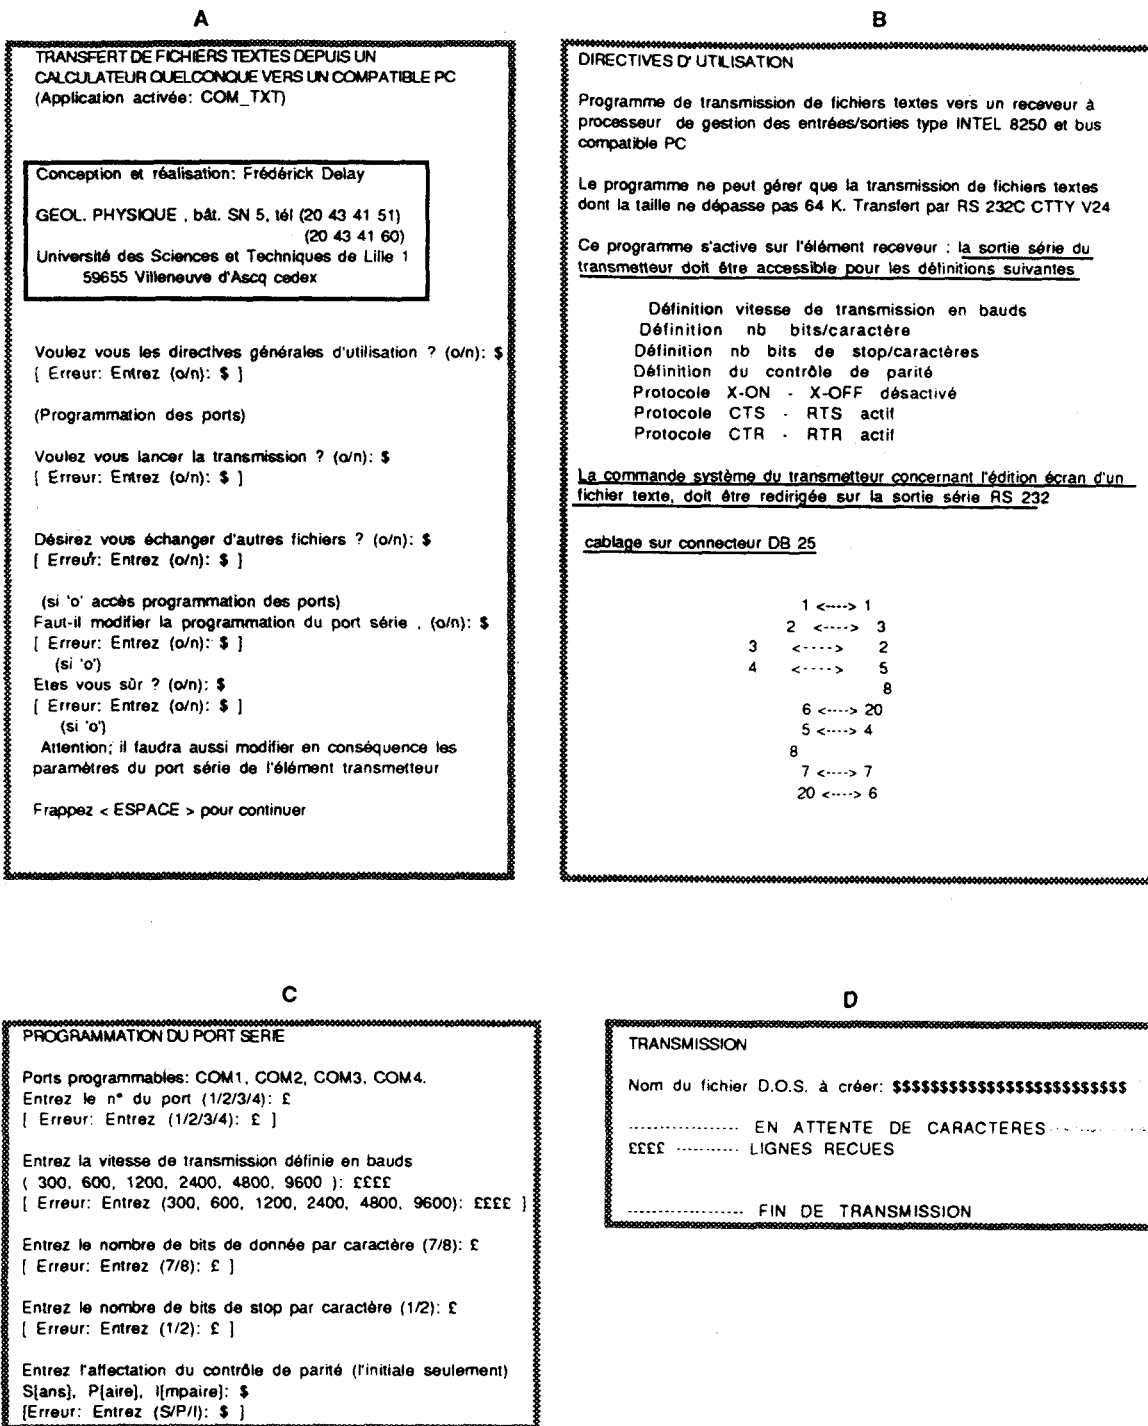 A
TRANSFERT DE FICHIERS TEXTES DEPUIS UN
CALCULATEUR QUELCONQUE VERS UN COMPATIBLE PC
(Application activée: COM_TXT)
Conception et réalisation: Frédérick Delay
GEOL. PHYSIQUE , bât. SN 5, tél (20 43 41 51)
(20 43 41 60)
Université des Sciences et Techniques de Lille 1
59655 Villeneuve d'Ascq cedex
Voulez vous les directives générales d'utilisation ? (o/n): $
[ Erreur: Entrez (o/n): $ ]
(Programmation des ports)
Voulez vous lancer la transmission ? (o/n): $
[ Erreur: Entrez (o/n): $ ]
Désirez vous échanger d'autres fichiers ? (o/n): $
[ Erreur: Entrez (o/n): $ ]
(si 'o' accès programmation des ports)
Faut-il modifier la programmation du port série , (o/n): $
[ Erreur: Entrez (o/n): $ ]
(si 'o')
Etes vous sûr ? (o/n): $
[ Erreur: Entrez (o/n): $ ]
(si 'o')
Attention; il faudra aussi modifier en conséquence les
paramètres du port série de l'élément transmetteur
Frappez < ESPACE > pour continuer
B
DIRECTIVES D' UTILISATION
Programme de transmission de fichiers textes vers un receveur à
processeur de gestion des entrées/sorties type INTEL 8250 et bus
compatible PC
Le programme ne peut gérer que la transmission de fichiers textes
dont la taille ne dépasse pas 64 K. Transfert par RS 232C CTTY V24
Ce programme s'active sur l'élément receveur : la sortie série du
transmetteur doit être accessible pour les définitions suivantes
Définition vitesse de transmission en bauds
Définition nb bits/caractère
Définition nb bits de stop/caractères
Définition du contrôle de parité
Protocole X-ON - X-OFF désactivé
Protocole CTS - RTS actif
Protocole CTR - RTR actif
La commande système du transmetteur concernant l'édition écran d'un
fichier texte, doit être redirigée sur la sortie série RS 232
cablage sur connecteur DB 25
1 <----> 1
2 <----> 3
3 <----> 2
4 <----> 5
8
6 <----> 20
5 <----> 4
8
7 <----> 7
20 <----> 6
C
PROGRAMMATION DU PORT SERIE
Ports programmables: COM1, COM2, COM3, COM4.
Entrez le n° du port (1/2/3/4): £
[ Erreur: Entrez (1/2/3/4): £ ]
Entrez la vitesse de transmission définie en bauds
( 300, 600, 1200, 2400, 4800, 9600 ): ££££
[ Erreur: Entrez (300, 600, 1200, 2400, 4800, 9600): ££££ ]
Entrez le nombre de bits de donnée par caractère (7/8): £
[ Erreur: Entrez (7/8): £ ]
Entrez le nombre de bits de stop par caractère (1/2): £
[ Erreur: Entrez (1/2): £ ]
Entrez l'affectation du contrôle de parité (l'initiale seulement)
S[ans], P[aire], I[mpaire]: $
[Erreur: Entrez (S/P/I): $ ]
D
TRANSMISSION
Nom du fichier D.O.S. à créer: $$$$$$$$$$$$$$$$$$$$$$$$$
----------------- EN ATTENTE DE CARACTERES-----------------
££££ ---------- LIGNES RECUES
------------------ FIN DE TRANSMISSION